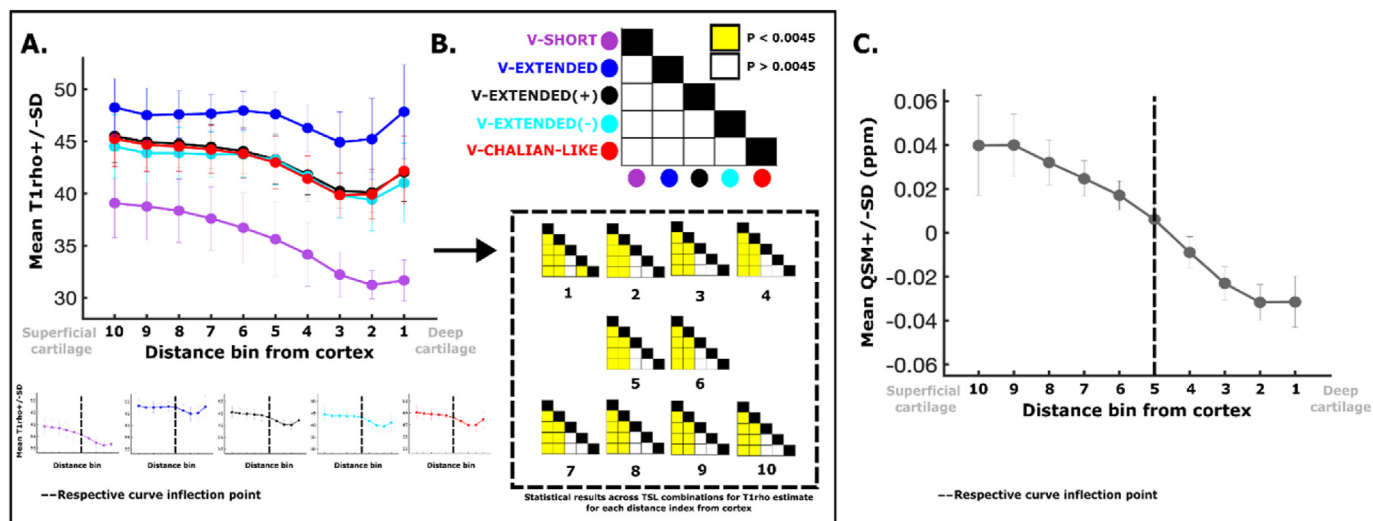 A.
Mean T1rho+/-SD
50
45
40
35
30
10 9 8 7 6 5 4 3 2 1
Superficial cartilage
Distance bin from cortex
Deep cartilage
Mean T1rho+/-SD
Distance bin
Distance bin
Distance bin
Distance bin
Distance bin
--Respective curve inflection point
B.
V-SHORT
V-EXTENDED
V-EXTENDED(+)
V-EXTENDED(-)
V-CHALIAN-LIKE
P < 0.0045
P > 0.0045
1 2 3 4
5 6
7 8 9 10
Statistical results across TSL combinations for T1rho estimate
for each distance index from cortex
C.
Mean QSM+/-SD (ppm)
0.06
0.04
0.02
0
-0.02
-0.04
-0.06
10 9 8 7 6 5 4 3 2 1
Superficial cartilage
Distance bin from cortex
Deep cartilage
--Respective curve inflection point